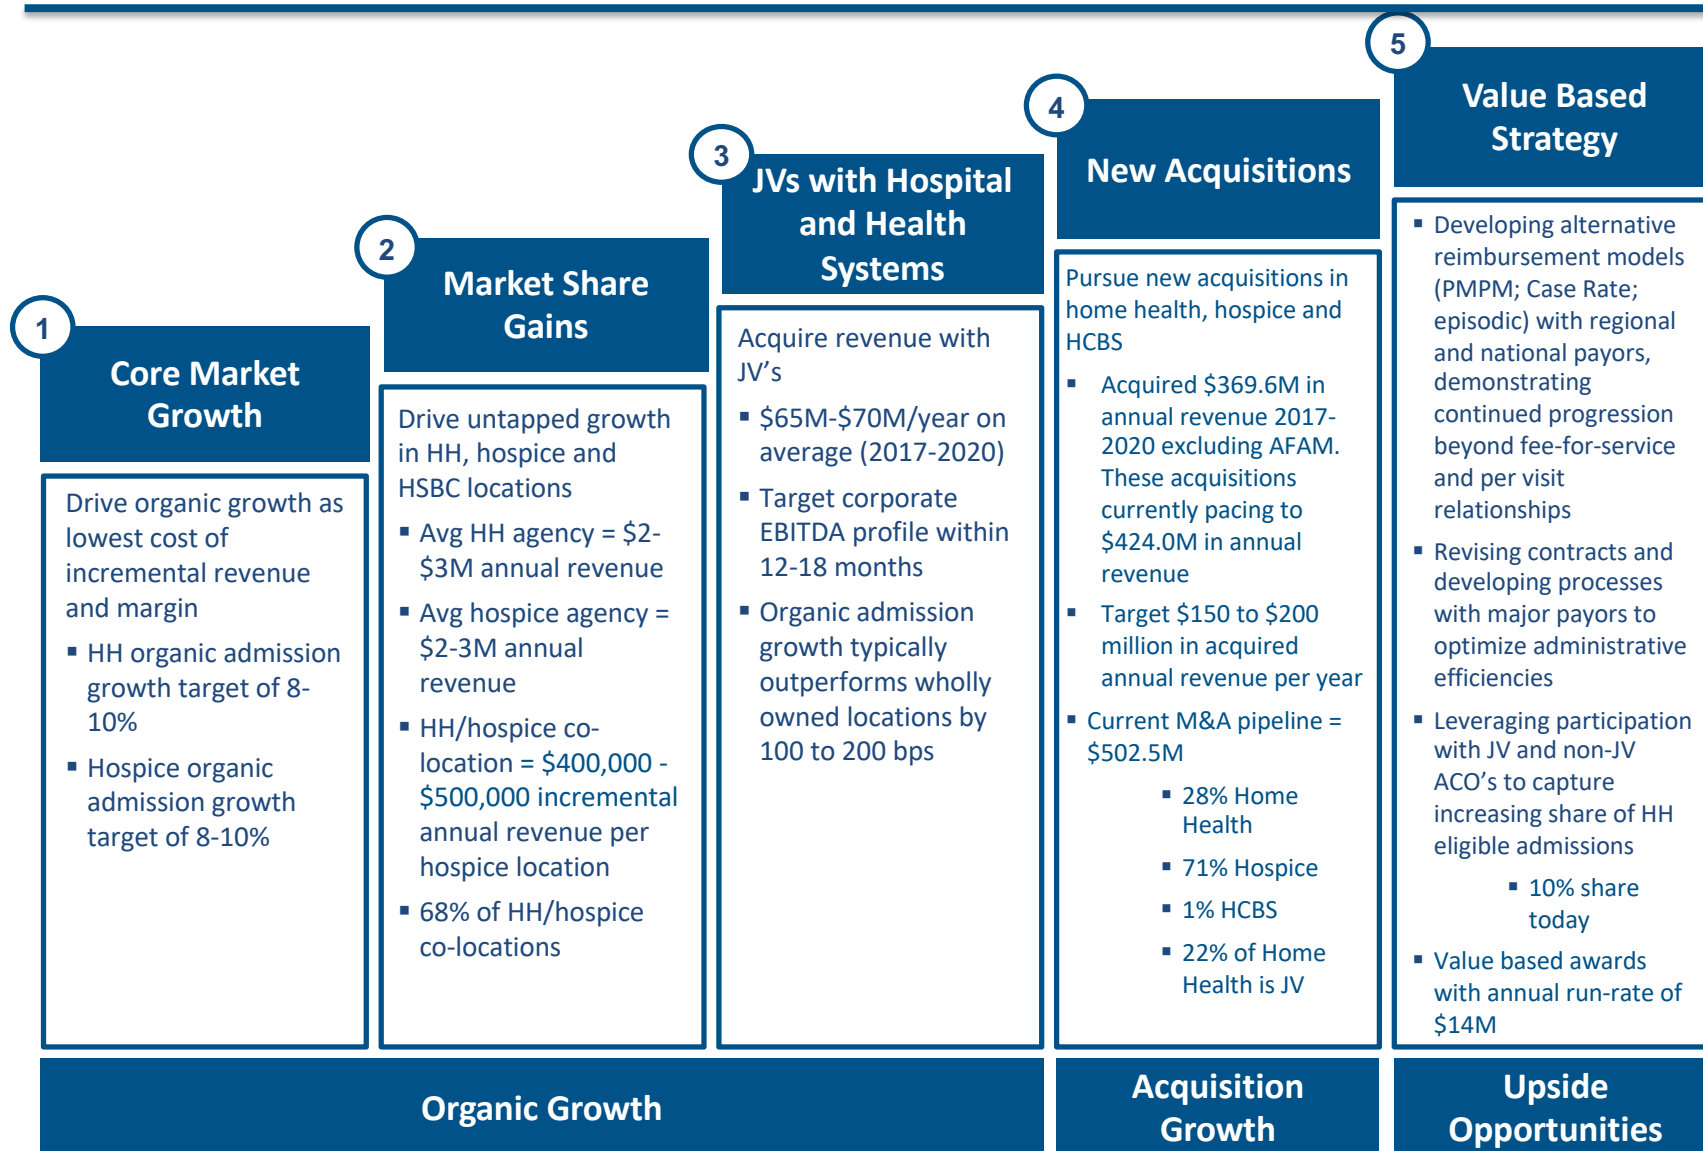 1
Core Market
Growth
Drive organic growth as
lowest cost of
incremental revenue
and margin
▪ HH organic admission
growth target of 8-
10%
▪ Hospice organic
admission growth
target of 8-10%
2
Market Share
Gains
Drive untapped growth
in HH, hospice and
HSBC locations
▪ Avg HH agency = $2-
$3M annual revenue
▪ Avg hospice agency =
$2-3M annual
revenue
▪ HH/hospice co-
location = $400,000 -
$500,000 incremental
annual revenue per
hospice location
▪ 68% of HH/hospice
co-locations
3
JVs with Hospital
and Health
Systems
Acquire revenue with
JV’s
▪ $65M-$70M/year on
average (2017-2020)
▪ Target corporate
EBITDA profile within
12-18 months
▪ Organic admission
growth typically
outperforms wholly
owned locations by
100 to 200 bps
4
New Acquisitions
Pursue new acquisitions in
home health, hospice and
HCBS
▪ Acquired $369.6M in
annual revenue 2017-
2020 excluding AFAM.
These acquisitions
currently pacing to
$424.0M in annual
revenue
▪ Target $150 to $200
million in acquired
annual revenue per year
▪ Current M&A pipeline =
$502.5M
▪ 28% Home
Health
▪ 71% Hospice
▪ 1% HCBS
▪ 22% of Home
Health is JV
5
Value Based
Strategy
▪ Developing alternative
reimbursement models
(PMPM; Case Rate;
episodic) with regional
and national payors,
demonstrating
continued progression
beyond fee-for-service
and per visit
relationships
▪ Revising contracts and
developing processes
with major payors to
optimize administrative
efficiencies
▪ Leveraging participation
with JV and non-JV
ACO’s to capture
increasing share of HH
eligible admissions
▪ 10% share
today
▪ Value based awards
with annual run-rate of
$14M
Organic Growth
Acquisition
Growth
Upside
Opportunities